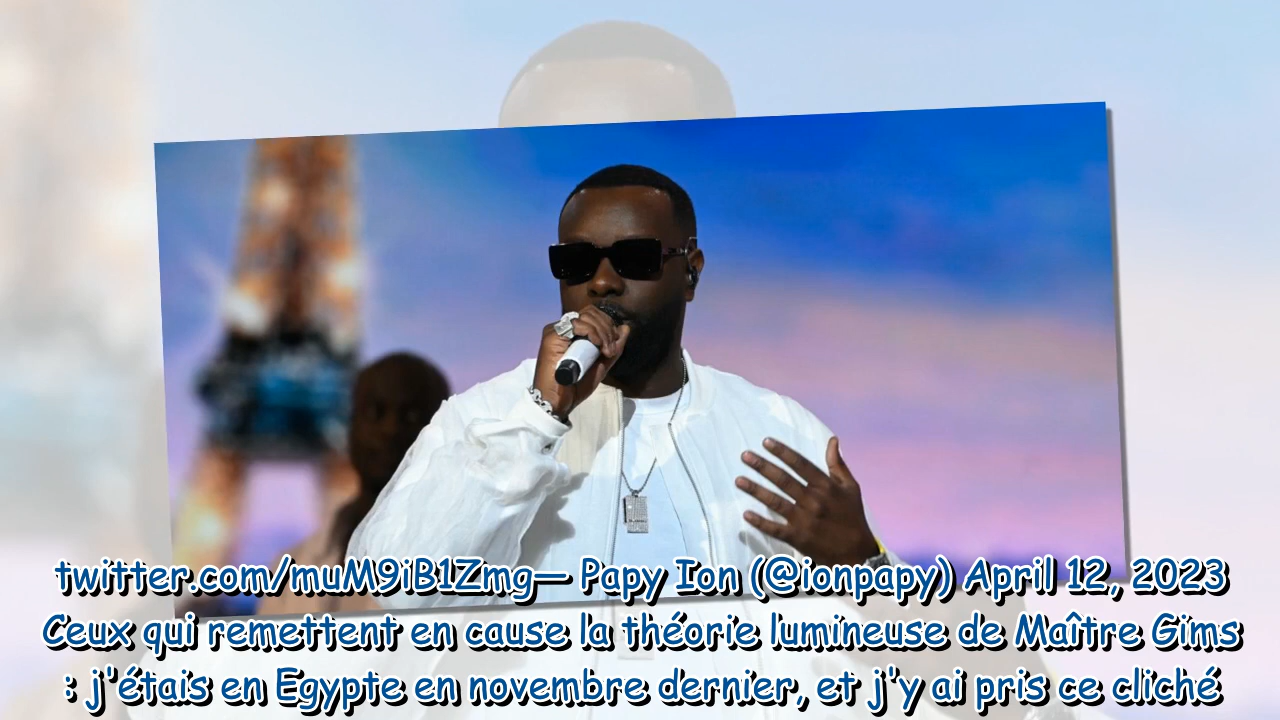 twitter.com/muM9iB1Zmg— Papy Ion (@ionpapy) April 12, 2023
Ceux qui remettent en cause la théorie lumineuse de Maître Gims
: j'étais en Egypte en novembre dernier, et j'y ai pris ce cliché